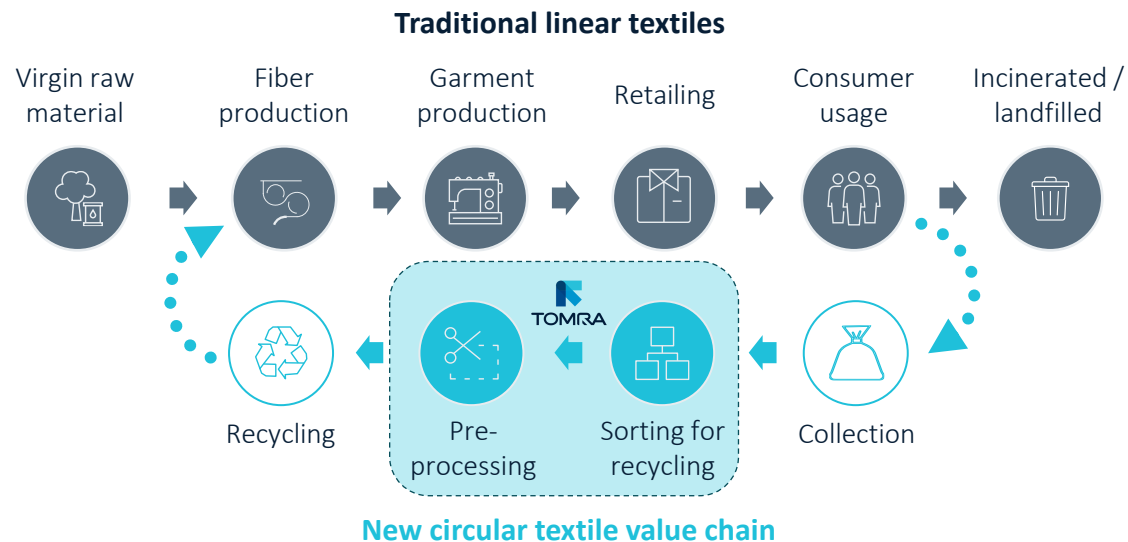 Traditional linear textiles
Virgin raw
material
Fiber
production
Garment
production
Retailing
Consumer
usage
Incinerated /
landfilled
TOMRA
Recycling
Pre-
processing
Sorting for
recycling
Collection
New circular textile value chain